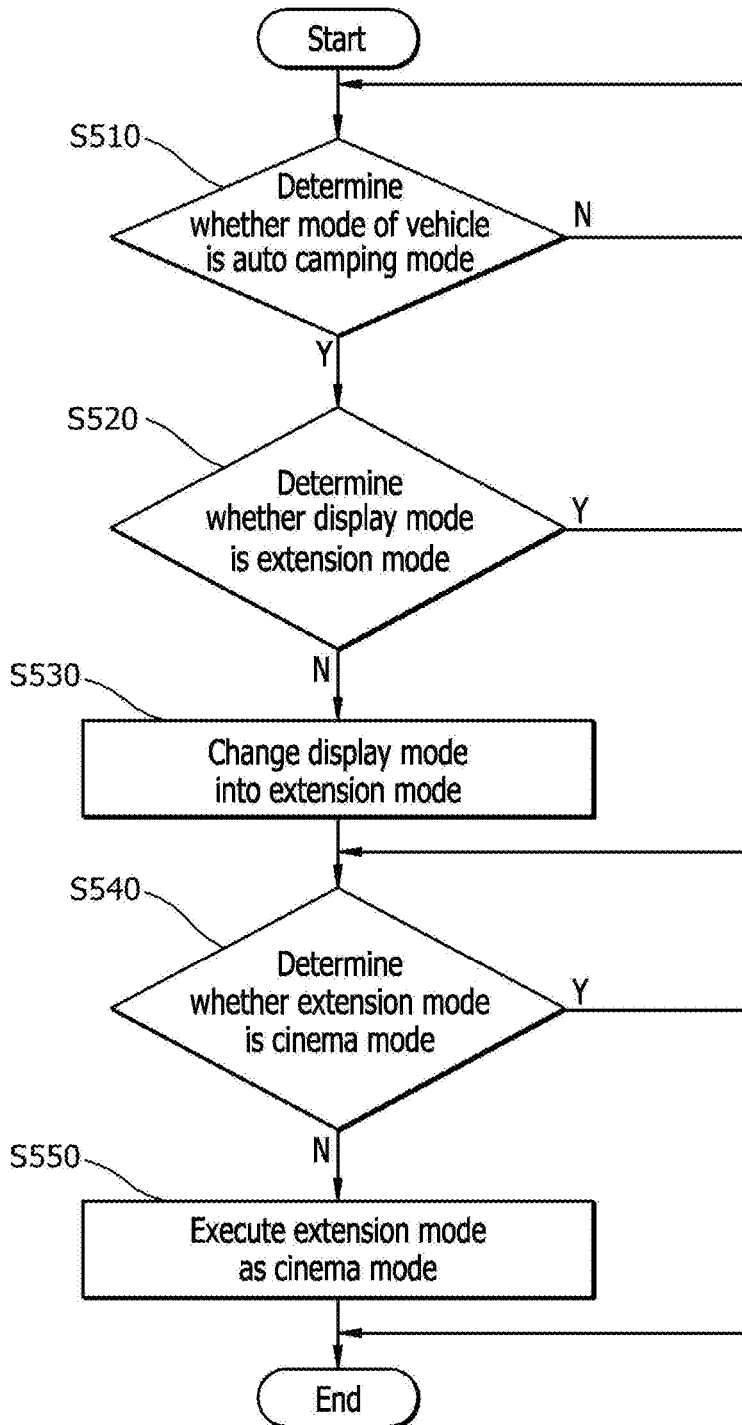 Start
S510
Determine
whether mode of vehicle
is auto camping mode
N
Y
S520
Determine
whether display mode
is extension mode
Y
N
S530
Change display mode
into extension mode
S540
Determine
whether extension mode
is cinema mode
Y
N
S550
Execute extension mode
as cinema mode
End